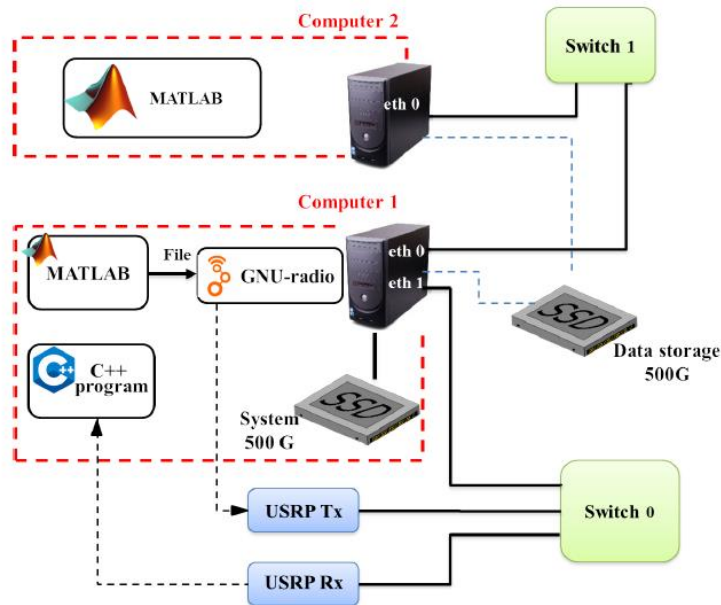 Computer 2
Switch 1
MATLAB
eth 0
Computer 1
MATLAB
File
GNU-radio
eth 0
eth 1
C++
C++
program
SSD
System
500 G
SSD
Data storage
500G
USRP Tx
Switch 0
USRP Rx